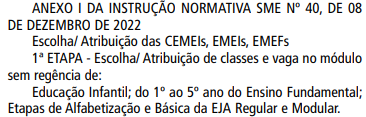 ANEXO I DA INSTRUÇÃO NORMATIVA SME Nº 40, DE 08
DE DEZEMBRO DE 2022
Escolha/ Atribuição das CEMEIs, EMEIs, EMEFs
1ª ETAPA - Escolha/ Atribuição de classes e vaga no módulo
sem regência de:
Educação Infantil; do 1º ao 5º ano do Ensino Fundamental;
Etapas de Alfabetização e Básica da EJA Regular e Modular.